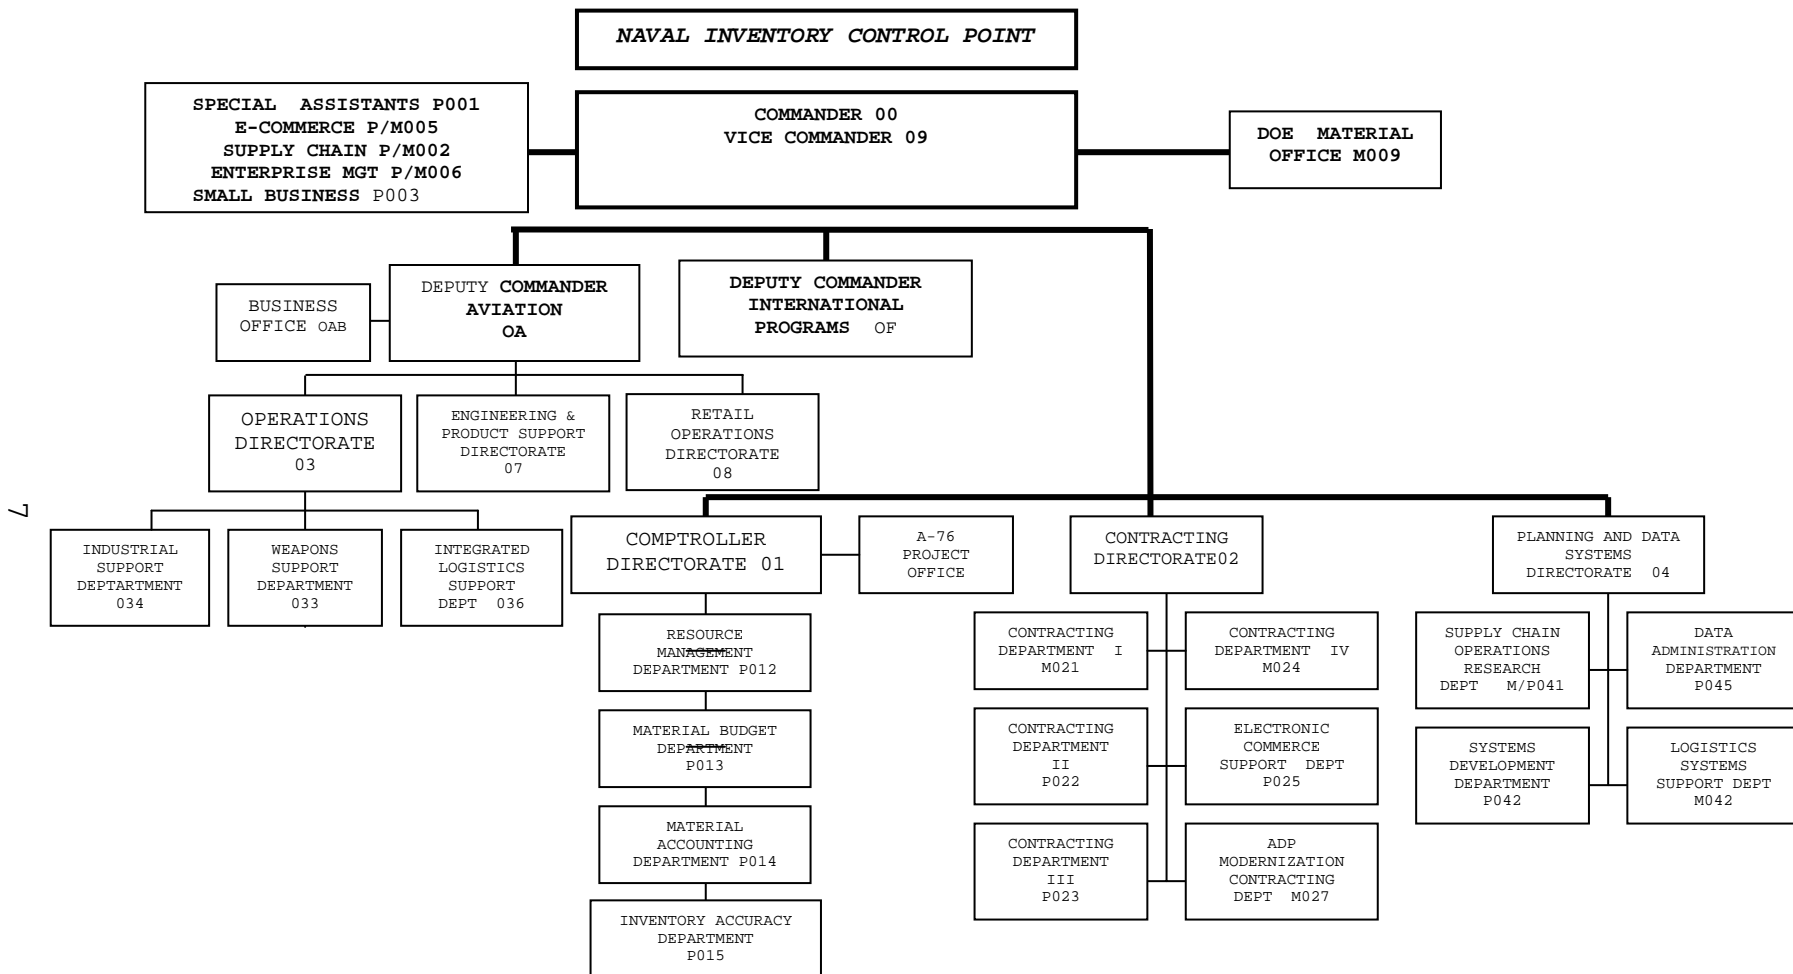 NAVAL INVENTORY CONTROL POINT
SPECIAL ASSISTANTS P001
E-COMMERCE P/M005
SUPPLY CHAIN P/M002
ENTERPRISE MGT P/M006
SMALL BUSINESS P003
COMMANDER 00
VICE COMMANDER 09
DOE MATERIAL
OFFICE M009
BUSINESS
OFFICE OAB
DEPUTY COMMANDER
AVIATION
OA
DEPUTY COMMANDER
INTERNATIONAL
PROGRAMS OF
OPERATIONS
DIRECTORATE
03
ENGINEERING &
PRODUCT SUPPORT
DIRECTORATE
07
RETAIL
OPERATIONS
DIRECTORATE
08
7
INDUSTRIAL
SUPPORT
DEPTARTMENT
034
WEAPONS
SUPPORT
DEPARTMENT
033
INTEGRATED
LOGISTICS
SUPPORT
DEPT 036
COMPTROLLER
DIRECTORATE 01
A-76
PROJECT
OFFICE
CONTRACTING
DIRECTORATE02
PLANNING AND DATA
SYSTEMS
DIRECTORATE 04
RESOURCE
MANAGEMENT
DEPARTMENT P012
MATERIAL BUDGET
DEPARTMENT
P013
MATERIAL
ACCOUNTING
DEPARTMENT P014
INVENTORY ACCURACY
DEPARTMENT
P015
CONTRACTING
DEPARTMENT I
M021
CONTRACTING
DEPARTMENT IV
M024
CONTRACTING
DEPARTMENT
II
P022
ELECTRONIC
COMMERCE
SUPPORT DEPT
P025
CONTRACTING
DEPARTMENT
III
P023
ADP
MODERNIZATION
CONTRACTING
DEPT M027
SUPPLY CHAIN
OPERATIONS
RESEARCH
DEPT M/P041
DATA
ADMINISTRATION
DEPARTMENT
P045
SYSTEMS
DEVELOPMENT
DEPARTMENT
P042
LOGISTICS
SYSTEMS
SUPPORT DEPT
M042